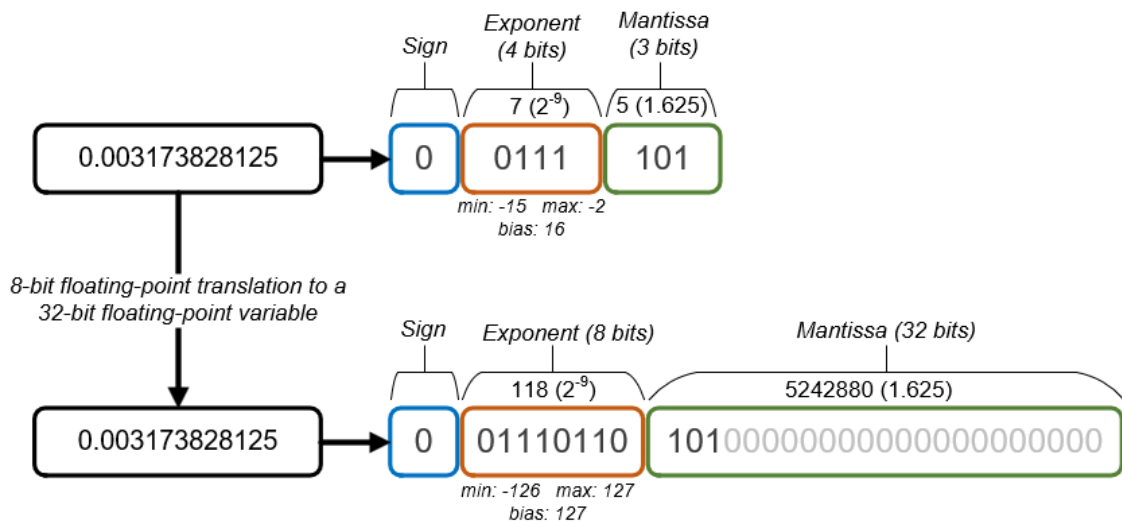 Sign
Exponent
(4 bits)
Mantissa
(3 bits)
7 (2-9)
5 (1.625)
0.003173828125
0
0111
101
min: -15 max: -2
bias: 16
8-bit floating-point translation to a
32-bit floating-point variable
Sign
Exponent (8 bits)
Mantissa (32 bits)
118 (2-9)
5242880 (1.625)
0.003173828125
0
01110110
10100000000000000000000
min: -126 max: 127
bias: 127